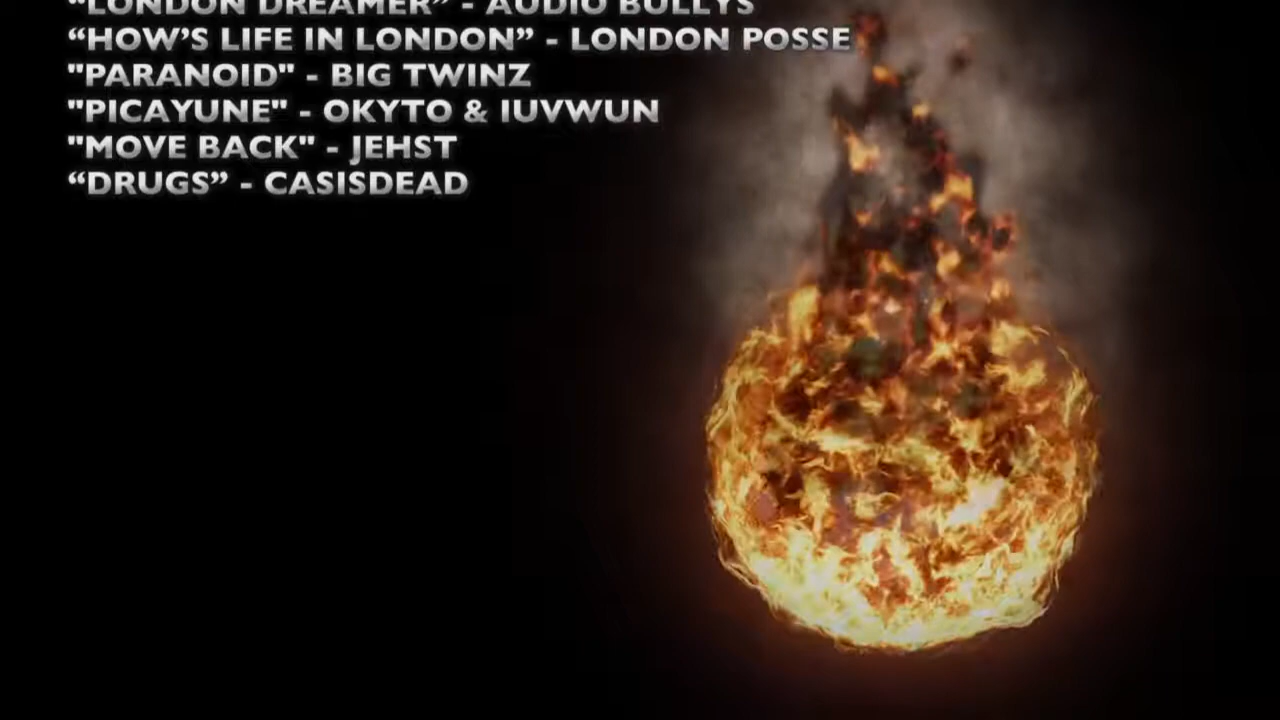 “LONDON DREAMER” - AUDIO BULLYS
“HOW’S LIFE IN LONDON” - LONDON POSSE
"PARANOID" - BIG TWINZ
"PICAYUNE" - OKYTO & IUVWUN
"MOVE BACK" - JEHST
“DRUGS” - CASISDEAD